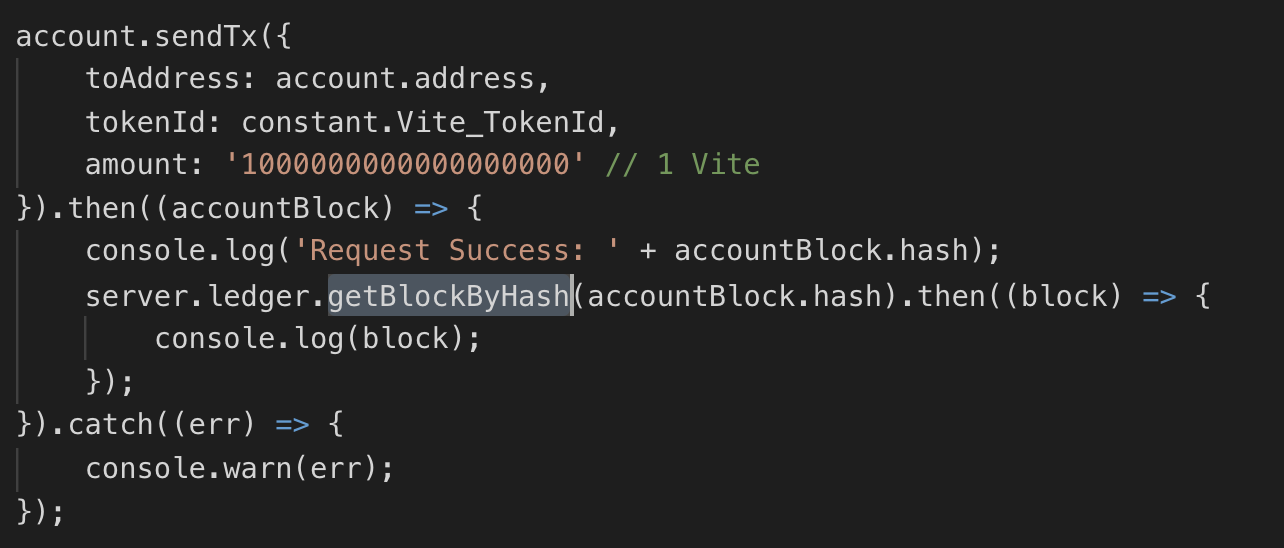 account.sendTx({
    toAddress: account.address,
    tokenId: constant.Vite_TokenId,
    amount: '1000000000000000000' // 1 Vite
}).then((accountBlock) => {
    console.log('Request Success: ' + accountBlock.hash);
    server.ledger.getBlockByHash(accountBlock.hash).then((block) => {
        console.log(block);
    });
}).catch((err) => {
    console.warn(err);
});